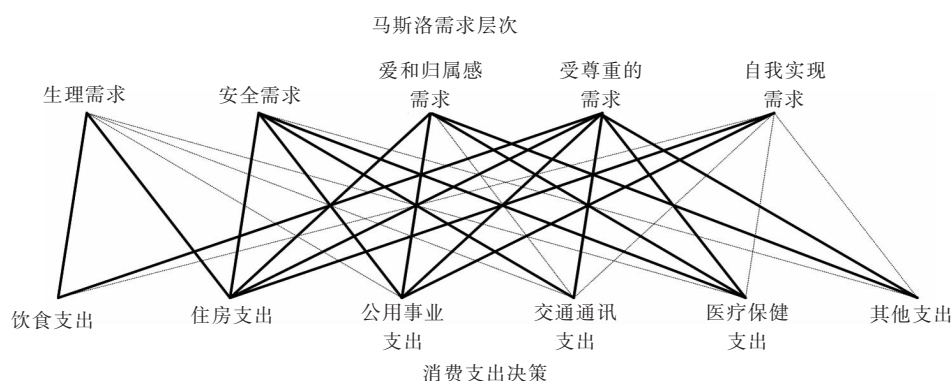 马斯洛需求层次
生理需求
安全需求
爱和归属感
需求
受尊重的
需求
自我实现
需求
饮食支出
住房支出
公用事业
支出
交通通讯
支出
医疗保健
支出
其他支出
消费支出决策